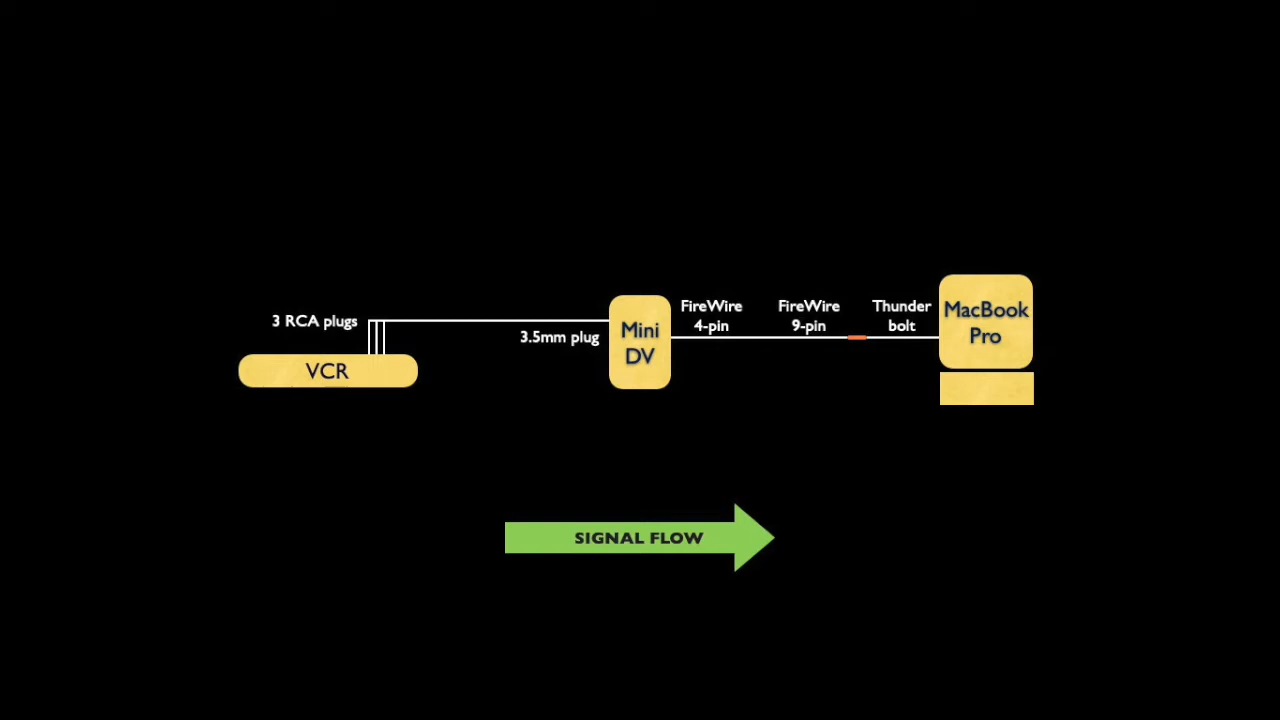 3 RCA plugs
VCR
3.5mm plug
Mini
DV
FireWire
4-pin
FireWire
9-pin
Thunder
bolt
MacBook
Pro
SIGNAL FLOW